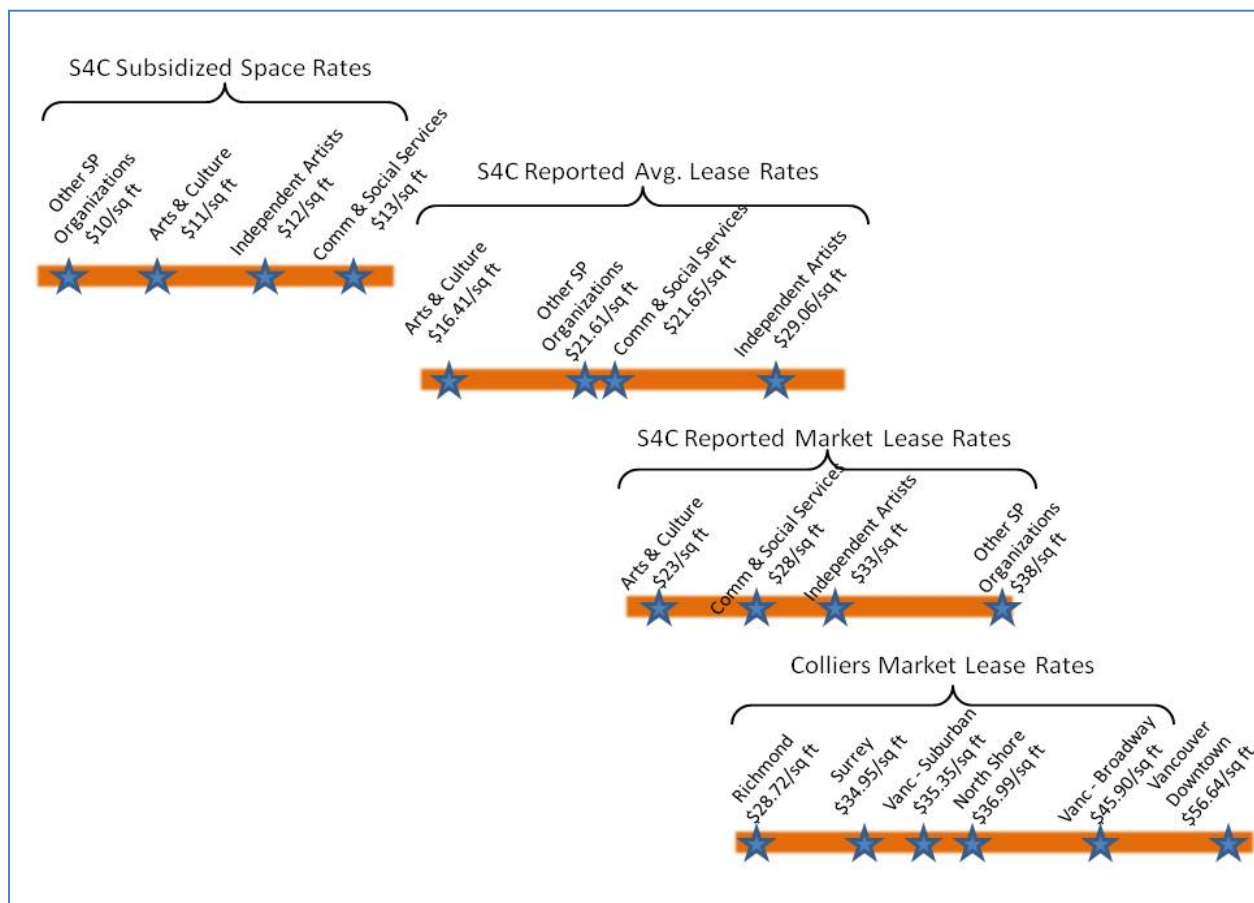 S4C Subsidized Space Rates
Other SP
Organizations
$10/sq ft
Arts & Culture
$11/sq ft
Independent Artists
$12/sq ft
Comm & Social Services
$13/sq ft
S4C Reported Avg. Lease Rates
Arts & Culture
$16.41/sq ft
Other SP
Organizations
$21.61/sq ft
Comm & Social Services
$21.65/sq ft
Independent Artists
$29.06/sq ft
S4C Reported Market Lease Rates
Arts & Culture
$23/sq ft
Comm & Social Services
$28/sq ft
Independent Artists
$33/sq ft
Other SP
Organizations
$38/sq ft
Colliers Market Lease Rates
Richmond
$28.72/sq ft
Surrey
$34.95/sq ft
Vanc - Suburban
$35.35/sq ft
North Shore
$36.99/sq ft
Vanc - Broadway
$45.90/sq ft
Vancouver
Downtown
$56.64/sq ft